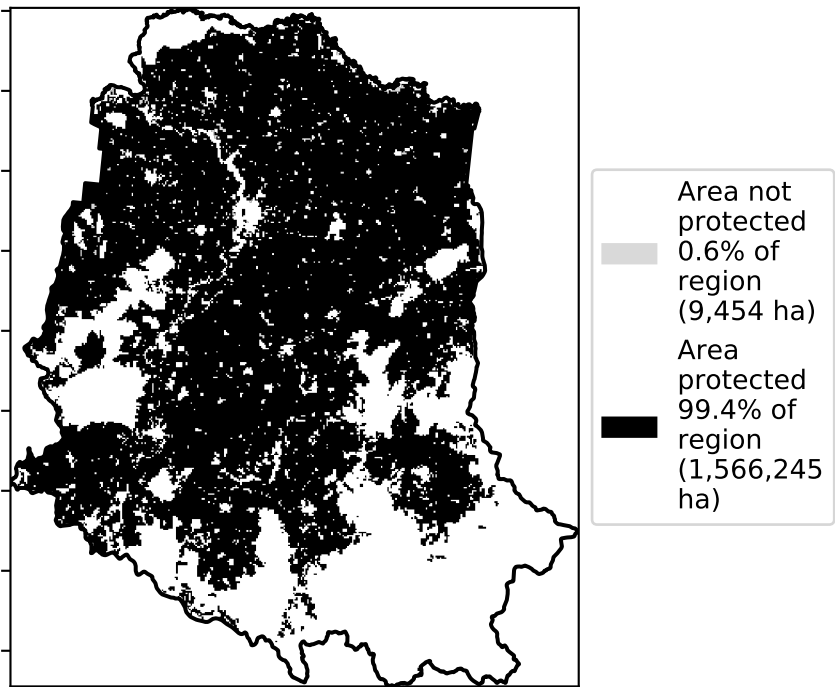 Area not
protected
0.6% of
region
(9,454 ha)
Area
protected
99.4% of
region
(1,566,245
ha)